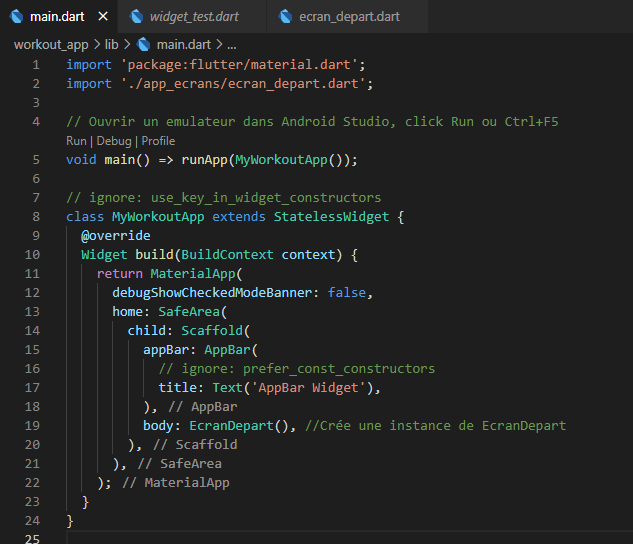 main.dart × widget_test.dart ecran_depart.dart
workout_app > lib > main.dart > ...
1 import 'package:flutter/material.dart';
2 import './app_ecrans/ecran_depart.dart';
3
4 // Ouvrir un emulateur dans Android Studio, click Run ou Ctrl+F5
Run | Debug | Profile
5 void main() => runApp(MyWorkoutApp());
6
7 // ignore: use_key_in_widget_constructors
8 class MyWorkoutApp extends StatelessWidget {
9 @override
10 Widget build(BuildContext context) {
11 return MaterialApp(
12 debugShowCheckedModeBanner: false,
13 home: SafeArea(
14 child: Scaffold(
15 appBar: AppBar(
16 // ignore: prefer_const_constructors
17 title: Text('AppBar Widget'),
18 ), // AppBar
19 body: EcranDepart(), //Crée une instance de EcranDepart
20 ), // Scaffold
21 ), // SafeArea
22 ); // MaterialApp
23 }
24 }
25